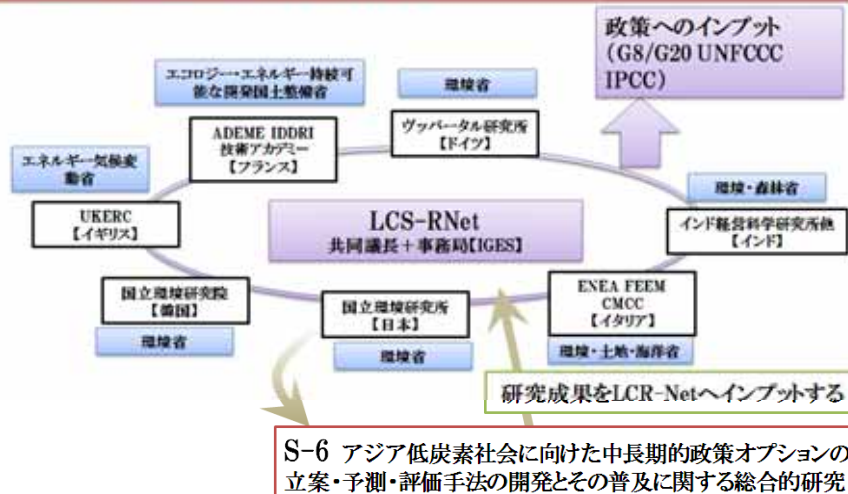 政策へのインプット
(G8/G20 UNFCCC
IPCC)
エコロジー・エネルギー持続可
能な開発国土整備省
環境省
ADEME IDDRI
技術アカデミー
【フランス】
ヴッパータル研究所
【ドイツ】
エネルギー気候変
動省
環境・森林省
UKERC
【イギリス】
LCS-RNet
共同議長+事務局【IGES】
インド経営科学研究所他
【インド】
国立環境研究院
【韓国】
国立環境研究所
【日本】
ENEA FEEM
CMCC
【イタリア】
環境省
環境省
環境・土地・海洋省
研究成果をLCR-Netへインプットする
S-6 アジア低炭素社会に向けた中長期的政策オプションの
立案・予測・評価手法の開発とその普及に関する総合的研究